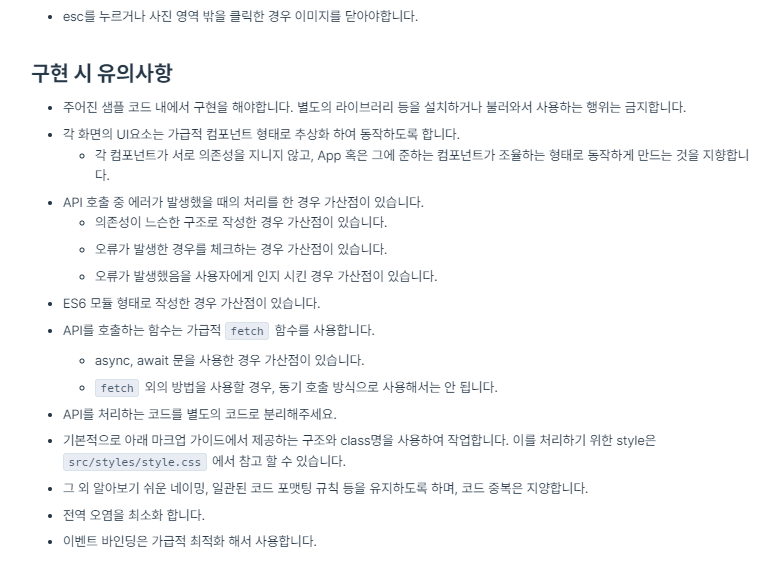 esc를 누르거나 사진 영역 밖을 클릭한 경우 이미지를 닫아야합니다.
구현 시 유의사항
주어진 샘플 코드 내에서 구현을 해야합니다. 별도의 라이브러리 등을 설치하거나 불러와서 사용하는 행위는 금지합니다.
각 화면의 UI요소는 가급적 컴포넌트 형태로 추상화 하여 동작하도록 합니다.
각 컴포넌트가 서로 의존성을 지니지 않고, App 혹은 그에 준하는 컴포넌트가 조율하는 형태로 동작하게 만드는 것을 지향합니
다.
API 호출 중 에러가 발생했을 때의 처리를 한 경우 가산점이 있습니다.
의존성이 느슨한 구조로 작성한 경우 가산점이 있습니다.
오류가 발생한 경우를 체크하는 경우 가산점이 있습니다.
오류가 발생했음을 사용자에게 인지 시킨 경우 가산점이 있습니다.
ES6 모듈 형태로 작성한 경우 가산점이 있습니다.
API를 호출하는 함수는 가급적 fetch 함수를 사용합니다.
async, await 문을 사용한 경우 가산점이 있습니다.
fetch 외의 방법을 사용할 경우, 동기 호출 방식으로 사용해서는 안 됩니다.
API를 처리하는 코드를 별도의 코드로 분리해주세요.
기본적으로 아래 마크업 가이드에서 제공하는 구조와 class명을 사용하여 작업합니다. 이를 처리하기 위한 style은
src/styles/style.css 에서 참고 할 수 있습니다.
그 외 알아보기 쉬운 네이밍, 일관된 코드 포맷팅 규칙 등을 유지하도록 하며, 코드 중복은 지양합니다.
전역 오염을 최소화 합니다.
이벤트 바인딩은 가급적 최적화 해서 사용합니다.